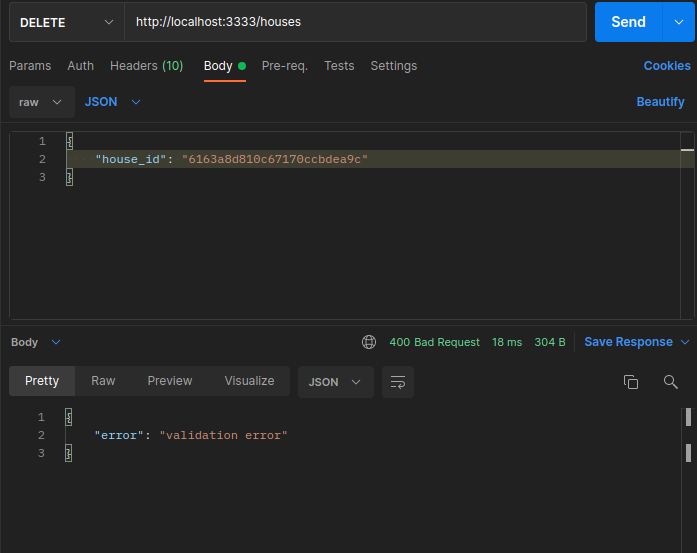 DELETE http://localhost:3333/houses Send
Params Auth Headers (10) Body Pre-req. Tests Settings Cookies
raw JSON Beautify
1 {
2 "house_id": "6163a8d810c67170ccbdea9c"
3 }
Body 400 Bad Request 18 ms 304 B Save Response
Pretty Raw Preview Visualize JSON
1 {
2 "error": "validation error"
3 }